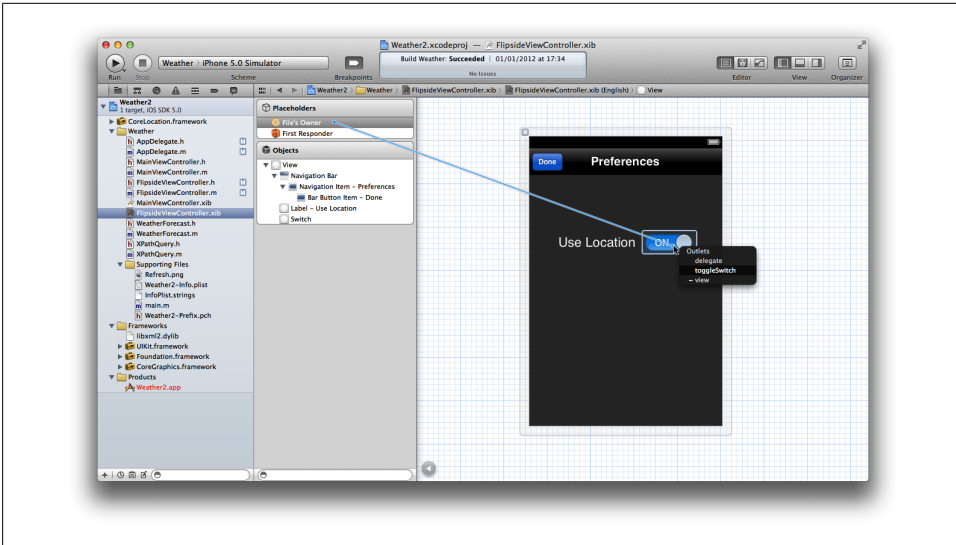 Weather2.xcodeproj — FlipsideViewController.xib
Weather › iPhone 5.0 Simulator
Build Weather: Succeeded | 01/01/2012 at 17:34
No Issues
Run Stop Scheme Breakpoints Editor View Organizer
Weather2 › Weather › FlipsideViewController.xib › FlipsideViewController.xib (English) › View
Weather2
1 target, iOS SDK 5.0
CoreLocation.framework
Weather
AppDelegate.h
AppDelegate.m
MainViewController.h
MainViewController.m
FlipsideViewController.h
FlipsideViewController.m
MainViewController.xib
FlipsideViewController.xib
WeatherForecast.h
WeatherForecast.m
XPathQuery.h
XPathQuery.m
Supporting Files
Refresh.png
Weather2-Info.plist
InfoPlist.strings
main.m
Weather2-Prefix.pch
Frameworks
libxml2.dylib
UIKit.framework
Foundation.framework
CoreGraphics.framework
Products
Weather2.app
Placeholders
File's Owner
First Responder
Objects
View
Navigation Bar
Navigation Item – Preferences
Bar Button Item – Done
Label – Use Location
Switch
Done
Preferences
Use Location
ON
Outlets
delegate
toggleSwitch
– view